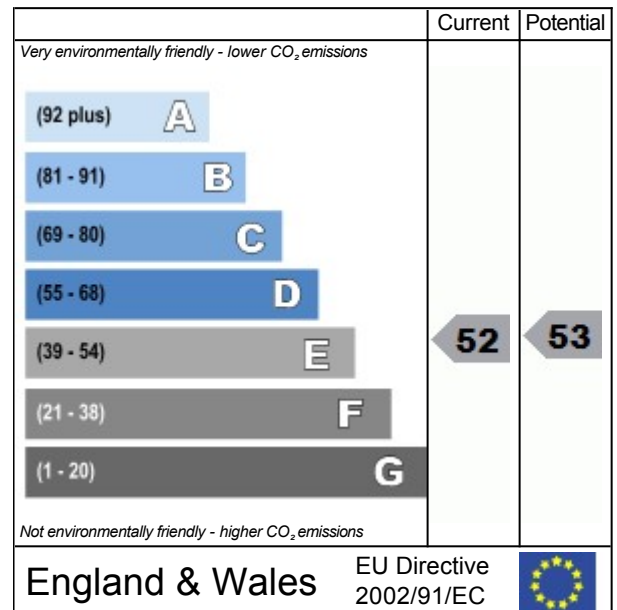 Current Potential
Very environmentally friendly - lower CO₂ emissions
(92 plus) A
(81 - 91) B
(69 - 80) C
(55 - 68) D
(39 - 54) E
52 53
(21 - 38) F
(1 - 20) G
Not environmentally friendly - higher CO₂ emissions
England & Wales
EU Directive
2002/91/EC